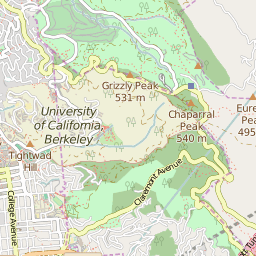 Grizzly Peak
531 m
University
of California,
Berkeley
Chaparral
Peak
540 m
Eure
Peak
495
Tightwad
Hill
Claremont Avenue
College Avenue